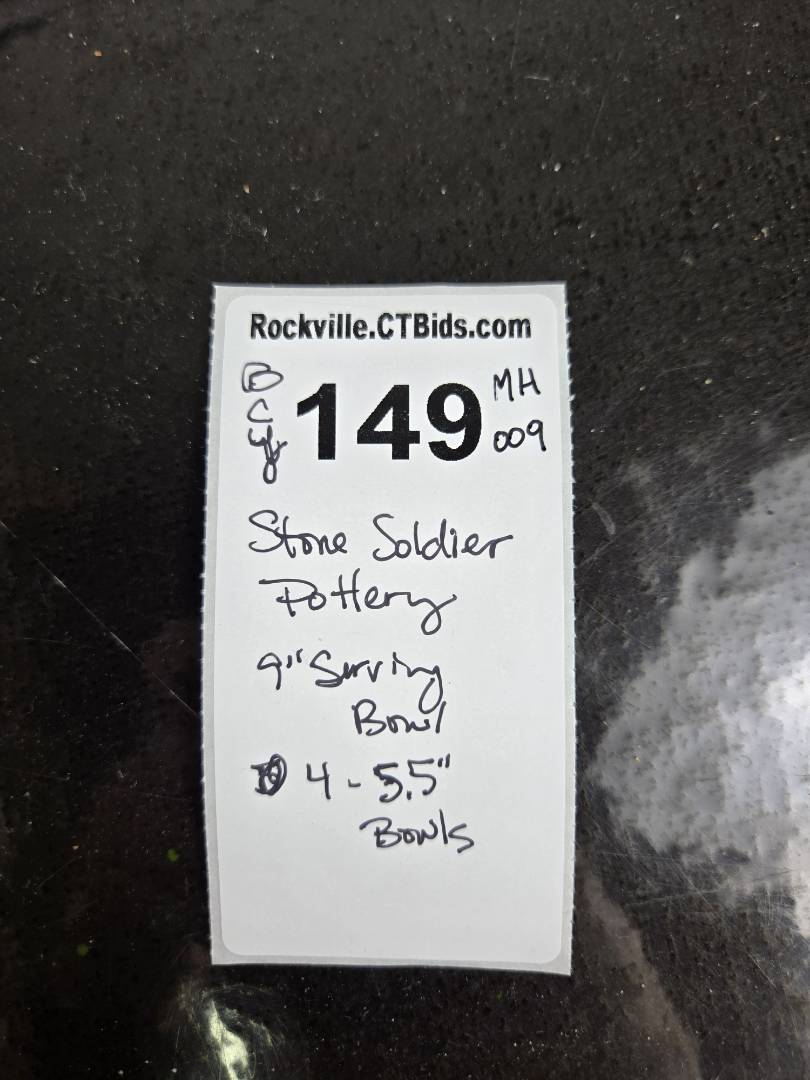 Rockville.CTBids.com
B
C
149
MH
009
Stone Soldier
Pottery
9" Serving
Bowl
4 - 5.5"
Bowls